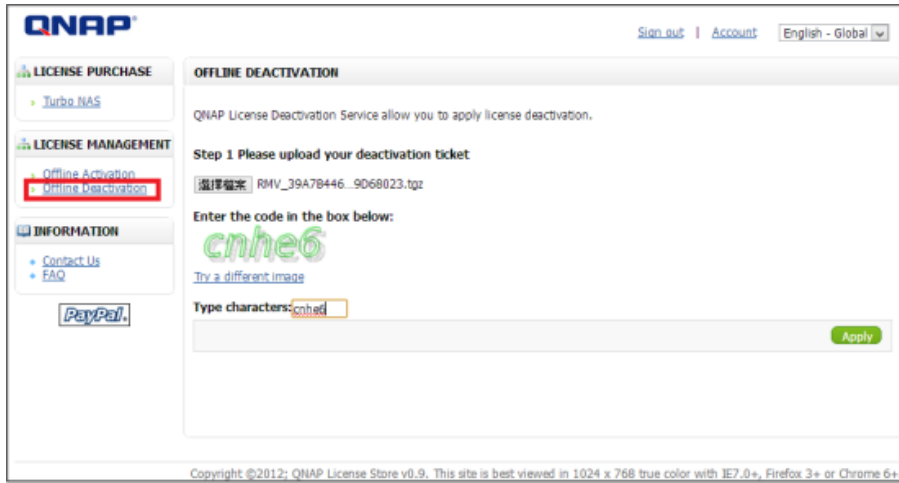 QNAP
Sign out | Account English - Global
LICENSE PURCHASE
Turbo NAS
LICENSE MANAGEMENT
Offline Activation
Offline Deactivation
INFORMATION
Contact Us
FAQ
PayPal.
OFFLINE DEACTIVATION
QNAP License Deactivation Service allow you to apply license deactivation.
Step 1 Please upload your deactivation ticket
選擇檔案 RMV_39A7B446...9D68023.tgz
Enter the code in the box below:
cnhe6
Try a different image
Type characters: cnhe6
Apply
Copyright ©2012; QNAP License Store v0.9. This site is best viewed in 1024 x 768 true color with IE7.0+, Firefox 3+ or Chrome 6+